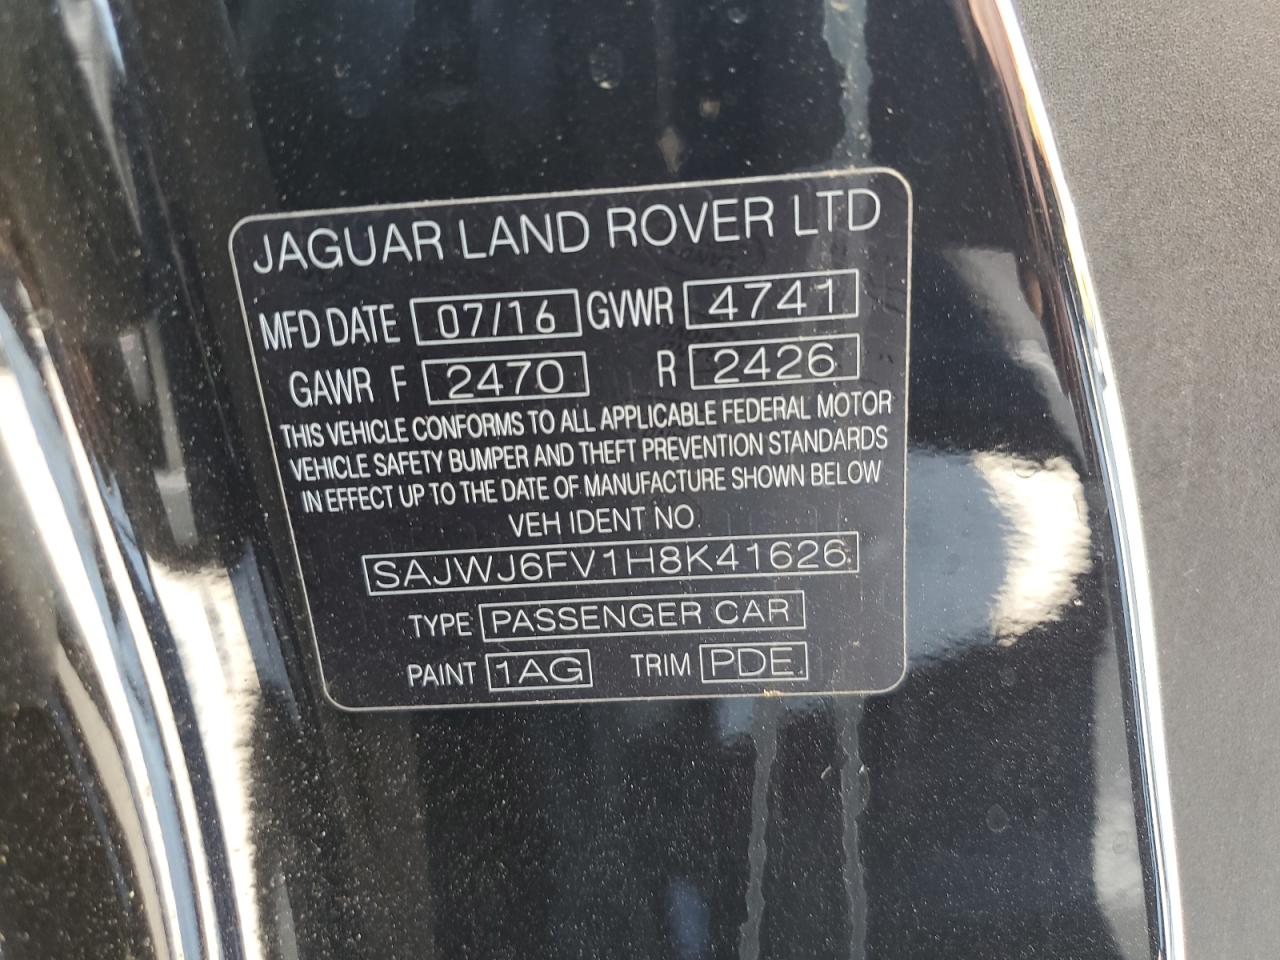 JAGUAR LAND ROVER LTD
MFD DATE 07/16 GVWR 4741
GAWR F 2470 R 2426
THIS VEHICLE CONFORMS TO ALL APPLICABLE FEDERAL MOTOR
VEHICLE SAFETY BUMPER AND THEFT PREVENTION STANDARDS
IN EFFECT UP TO THE DATE OF MANUFACTURE SHOWN BELOW
VEH IDENT NO
SAJWJ6FV1H8K41626
TYPE PASSENGER CAR
PAINT 1AG TRIM PDE